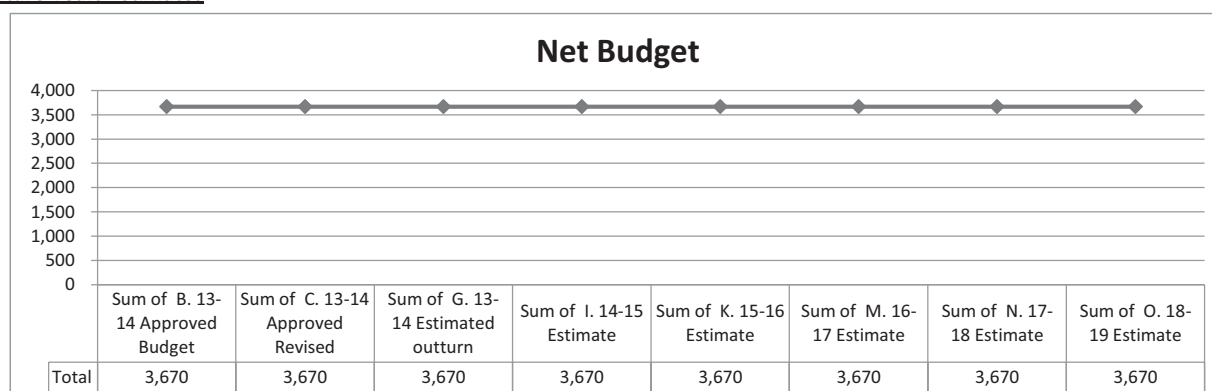 Net Budget
4,000
3,500
3,000
2,500
2,000
1,500
1,000
500
0
Sum of B. 13-14 Approved Budget
Sum of C. 13-14 Approved Revised
Sum of G. 13-14 Estimated outturn
Sum of I. 14-15 Estimate
Sum of K. 15-16 Estimate
Sum of M. 16-17 Estimate
Sum of N. 17-18 Estimate
Sum of O. 18-19 Estimate
Total 3,670 3,670 3,670 3,670 3,670 3,670 3,670 3,670